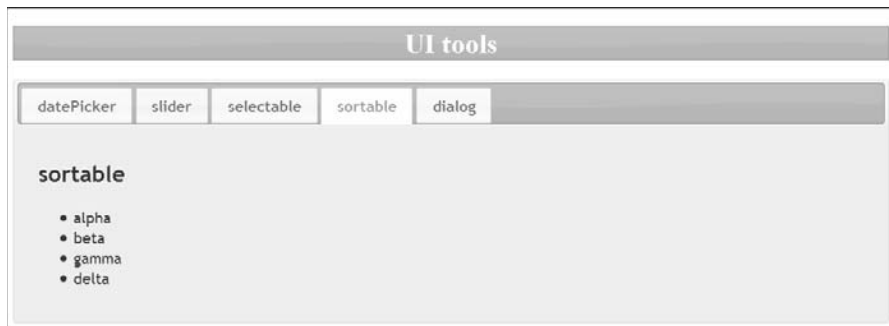 UI tools
datePicker slider selectable sortable dialog
sortable
• alpha
• beta
• gamma
• delta